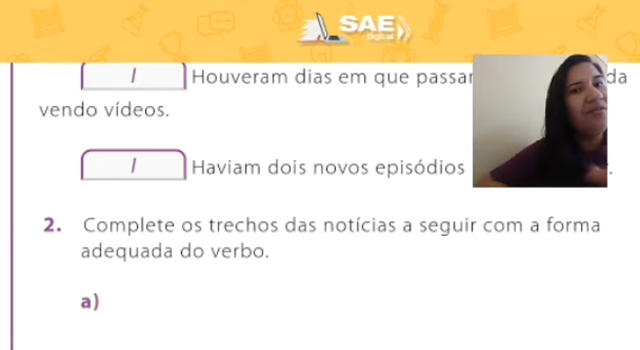 SAE
digital
I Houveram dias em que passar da
vendo vídeos.
I Haviam dois novos episódios .
2. Complete os trechos das notícias a seguir com a forma
adequada do verbo.
a)